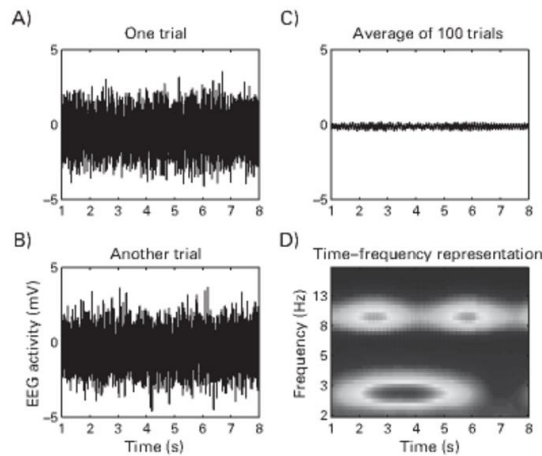 A)
One trial
5
0
-5
1 2 3 4 5 6 7 8
B)
Another trial
5
0
-5
EEG activity (mV)
1 2 3 4 5 6 7 8
Time (s)
C)
Average of 100 trials
5
0
-5
1 2 3 4 5 6 7 8
D)
Time–frequency representation
13
8
5
3
2
Frequency (Hz)
1 2 3 4 5 6 7 8
Time (s)